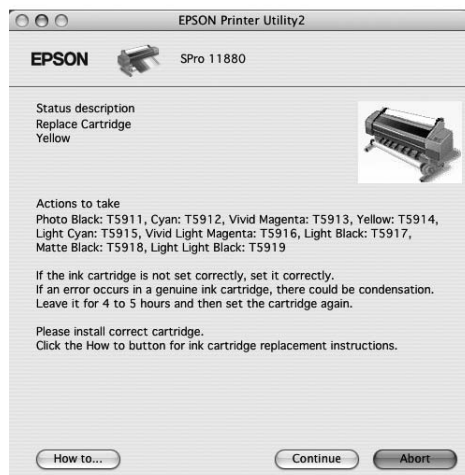 EPSON Printer Utility2
EPSON SPro 11880
Status description
Replace Cartridge
Yellow
Actions to take
Photo Black: T5911, Cyan: T5912, Vivid Magenta: T5913, Yellow: T5914,
Light Cyan: T5915, Vivid Light Magenta: T5916, Light Black: T5917,
Matte Black: T5918, Light Light Black: T5919
If the ink cartridge is not set correctly, set it correctly.
If an error occurs in a genuine ink cartridge, there could be condensation.
Leave it for 4 to 5 hours and then set the cartridge again.
Please install correct cartridge.
Click the How to button for ink cartridge replacement instructions.
How to... Continue Abort